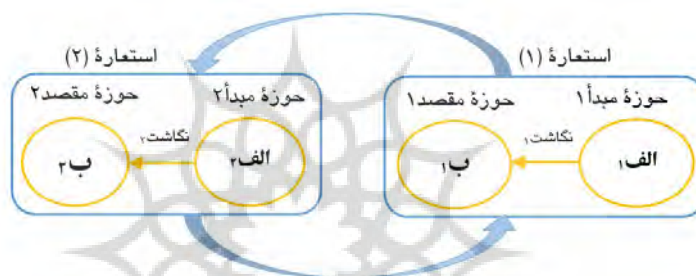 استعارهٔ (۱)
حوزهٔ مبدأ۱ حوزهٔ مقصد۱
الف۱ نگاشت۱ ب۱
استعارهٔ (۲)
حوزهٔ مبدأ۲ حوزهٔ مقصد۲
الف۲ نگاشت۲ ب۲